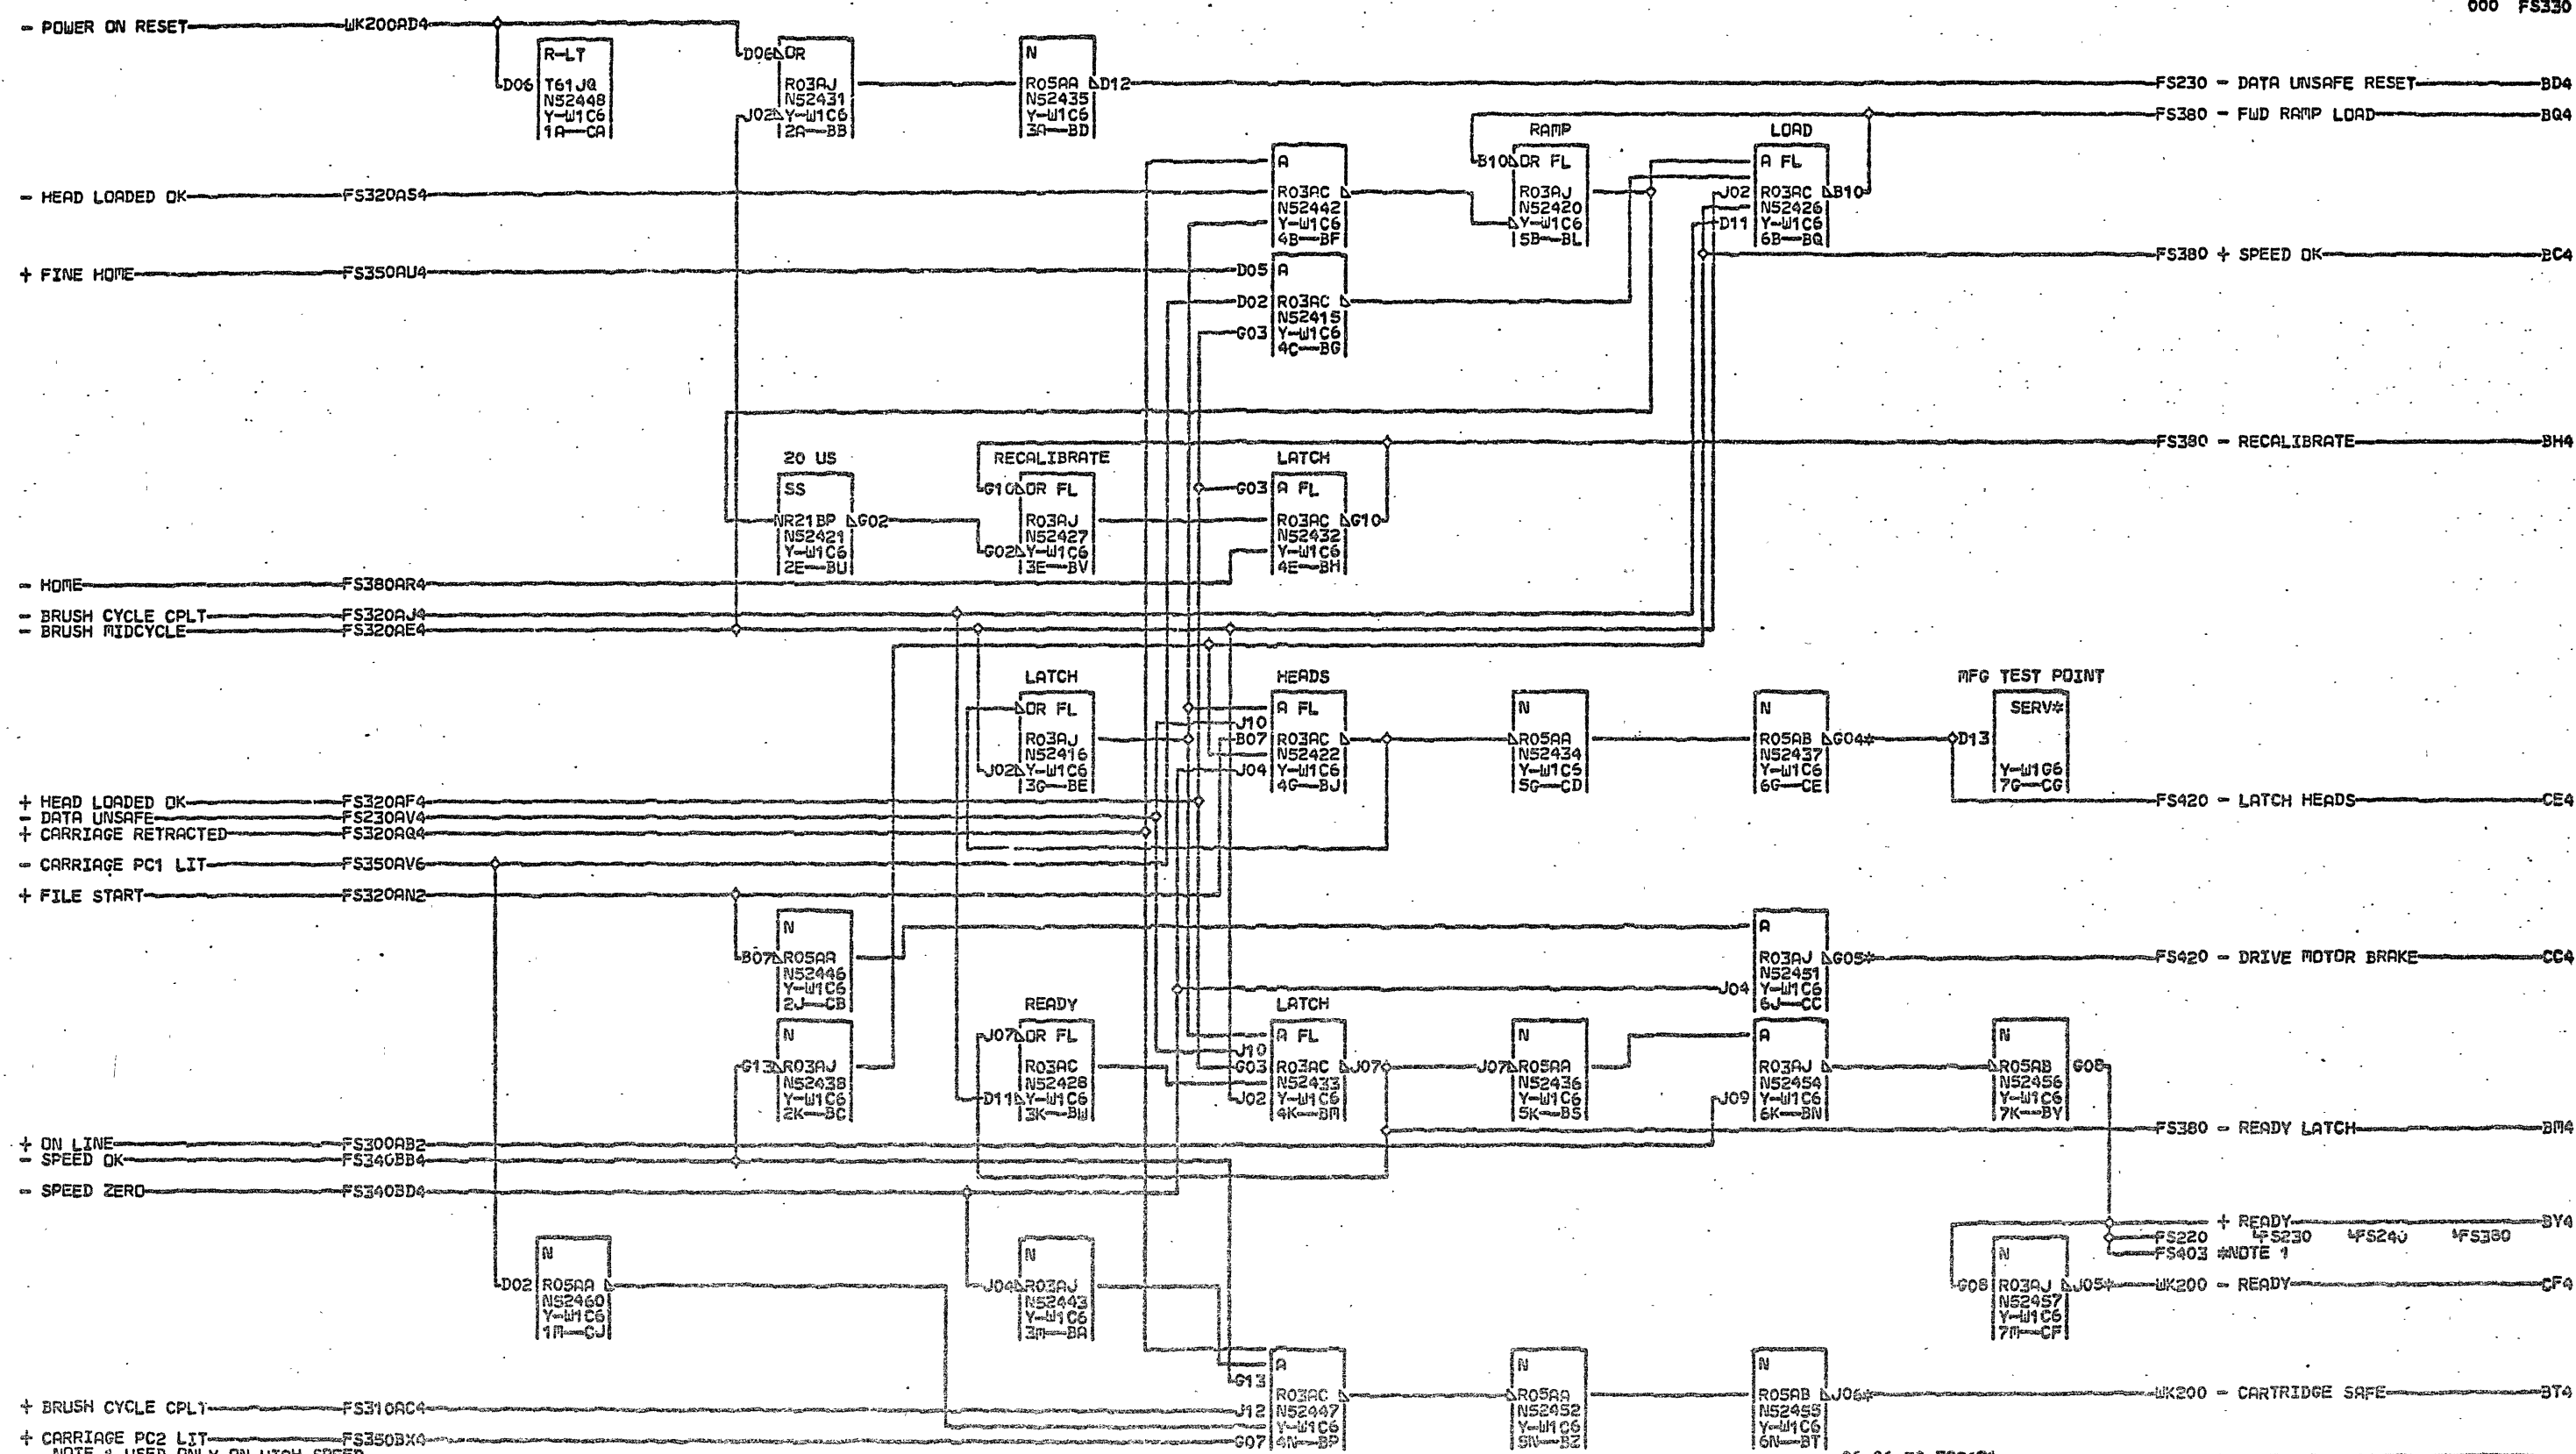 000 FS330
- POWER ON RESET WK200AD4
R-LT
D06 T61JQ
N52448
Y-W1C6
1A CA
D06 OR
R03AJ
N52431
J02 Y-W1C6
2A BB
N
R05AA D12
N52435
Y-W1C6
3A BD
FS230 - DATA UNSAFE RESET BD4
FS380 - FWD RAMP LOAD BQ4
- HEAD LOADED OK FS320AS4
A
R03AC
N52442
Y-W1C6
4B BF
RAMP
B10 OR FL
R03AJ
N52420
Y-W1C6
5B BL
LOAD
A FL
J02 R03AC B10
N52426
D11 Y-W1C6
6B BQ
FS380 + SPEED OK BC4
+ FINE HOME FS350AU4
D05 A
D02 R03AC
N52415
G03 Y-W1C6
4C BG
FS380 - RECALIBRATE BH4
20 US
SS
NR21BP G02
N52421
Y-W1C6
2E BU
RECALIBRATE
G10 OR FL
R03AJ
N52427
G02 Y-W1C6
3E BV
LATCH
G03 A FL
R03AC G10
N52432
Y-W1C6
4E BH
- HOME FS380AR4
- BRUSH CYCLE CPLT FS320AJ4
- BRUSH MIDCYCLE FS320AE4
LATCH
OR FL
R03AJ
N52416
J02 Y-W1C6
3G BE
HEADS
A FL
J10
B07 R03AC
N52422
J04 Y-W1C6
4G BJ
N
R05AA
N52434
Y-W1C6
5G CD
N
R05AB G04*
N52437
Y-W1C6
6G CE
MFG TEST POINT
SERV*
D13
Y-W1G6
7G CG
+ HEAD LOADED OK FS320AF4
- DATA UNSAFE FS230AV4
+ CARRIAGE RETRACTED FS320AQ4
FS420 - LATCH HEADS CE4
- CARRIAGE PC1 LIT FS350AV6
+ FILE START FS320AN2
N
B07 R05AA
N52446
Y-W1C6
2J CB
A
R03AJ G05*
N52451
J04 Y-W1C6
6J CC
FS420 - DRIVE MOTOR BRAKE CC4
N
G13 R03AJ
N52438
Y-W1C6
2K BC
READY
J07 OR FL
R03AC
N52428
D11 Y-W1C6
3K BW
LATCH
A FL
J10
G03 R03AC J07
N52433
J02 Y-W1C6
4K BM
N
J07 R05AA
N52436
Y-W1C6
5K BS
A
R03AJ
N52454
J09 Y-W1C6
6K BN
N
R05AB G08
N52456
Y-W1C6
7K BY
+ ON LINE FS300AB2
- SPEED OK FS340BB4
FS380 - READY LATCH BM4
- SPEED ZERO FS340BD4
+ READY BY4
FS220 FS230 FS240 FS380
FS403 *NOTE 1
N
D02 R05AA
N52460
Y-W1C6
1M CJ
N
J04 R03AJ
N52443
Y-W1C6
3M BA
N
G08 R03AJ J05*
N52457
Y-W1C6
7M CF
WK200 - READY CF4
A
G13
R03AC
J12 N52447
Y-W1C6
G07 4N BP
N
R05AA
N52452
Y-W1C6
5N BZ
N
R05AB J06*
N52455
Y-W1C6
6N BT
WK200 - CARTRIDGE SAFE BT4
+ BRUSH CYCLE CPLT FS310AC4
+ CARRIAGE PC2 LIT FS350BX4
NOTE 1 USED ONLY ON HIGH SPEED